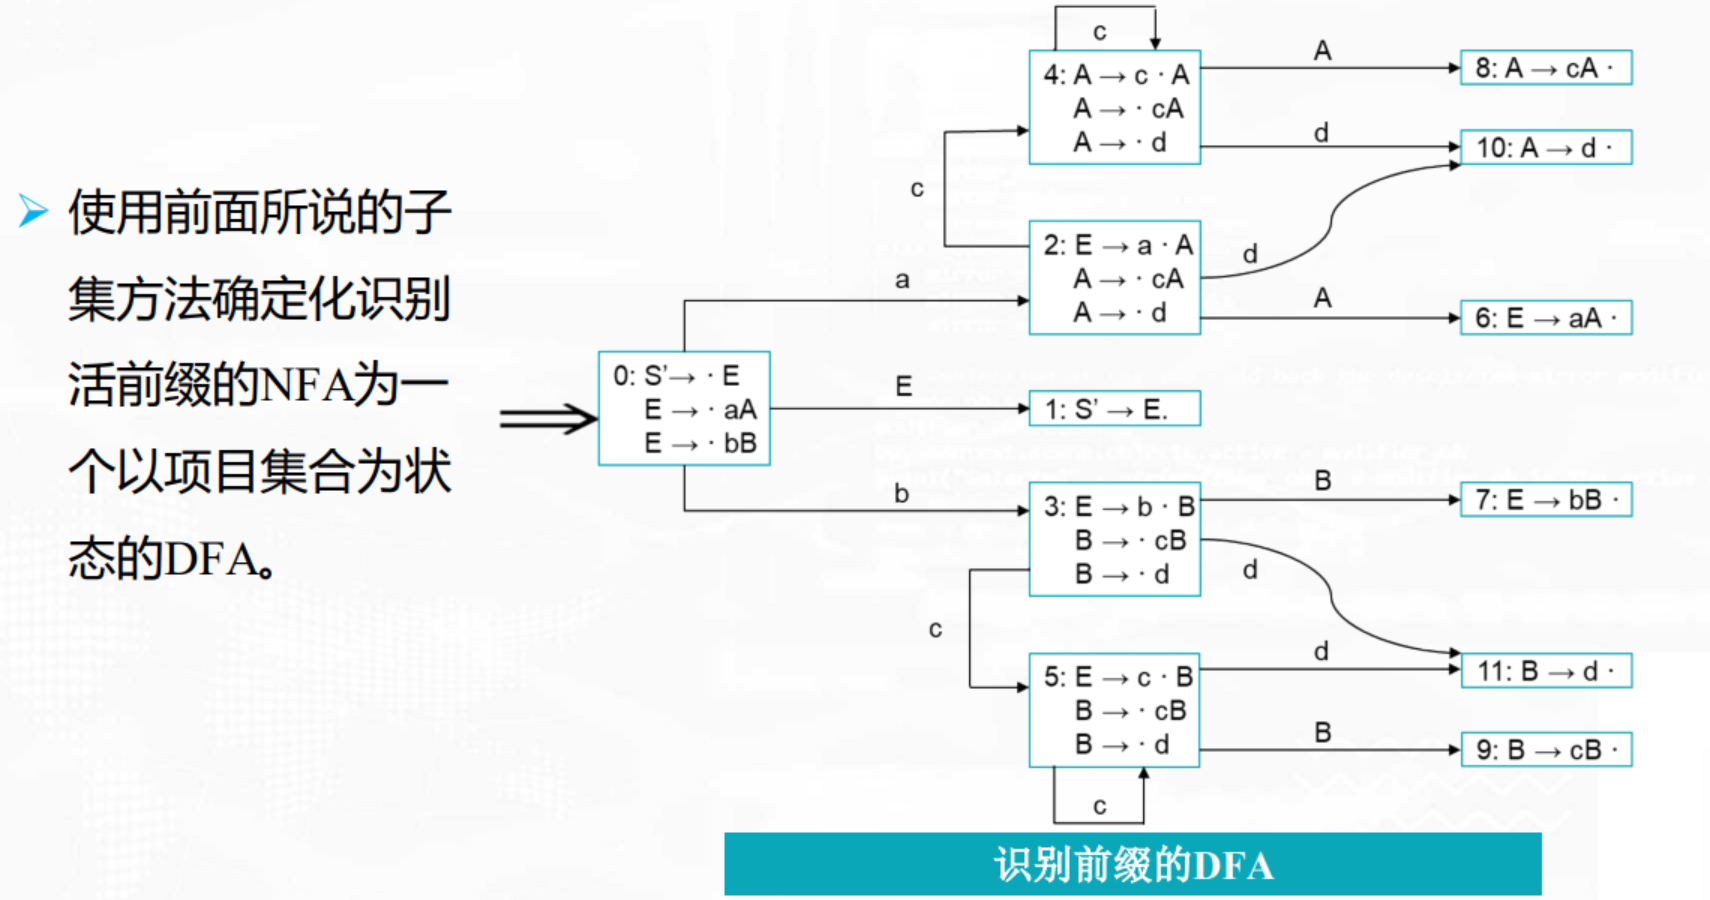 使用前面所说的子
集方法确定化识别
活前缀的NFA为一
个以项目集合为状
态的DFA。
c
4: A → c · A
A → · cA
A → · d
A
8: A → cA ·
d
10: A → d ·
c
2: E → a · A
A → · cA
A → · d
d
A
6: E → aA ·
a
0: S’→ · E
E → · aA
E → · bB
E
1: S’ → E.
b
3: E → b · B
B → · cB
B → · d
B
7: E → bB ·
d
c
5: E → c · B
B → · cB
B → · d
d
11: B → d ·
B
9: B → cB ·
c
识别前缀的DFA